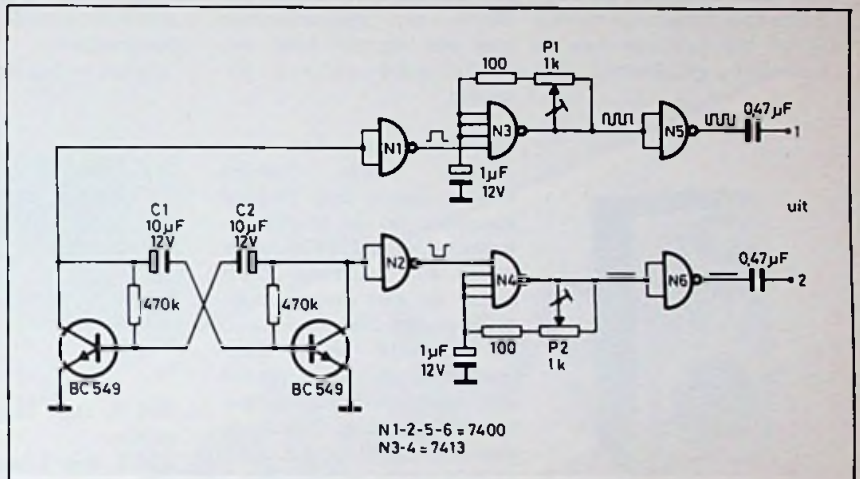 P1
1k
100
0,47µF
N1
N3
N5
1
1µF
12V
uit
C1
10µF
12V
C2
10µF
12V
0,47µF
N2
N4
N6
2
470k
470k
1µF
12V
100
P2
1k
BC 549
BC 549
N1-2-5-6 = 7400
N3-4 = 7413